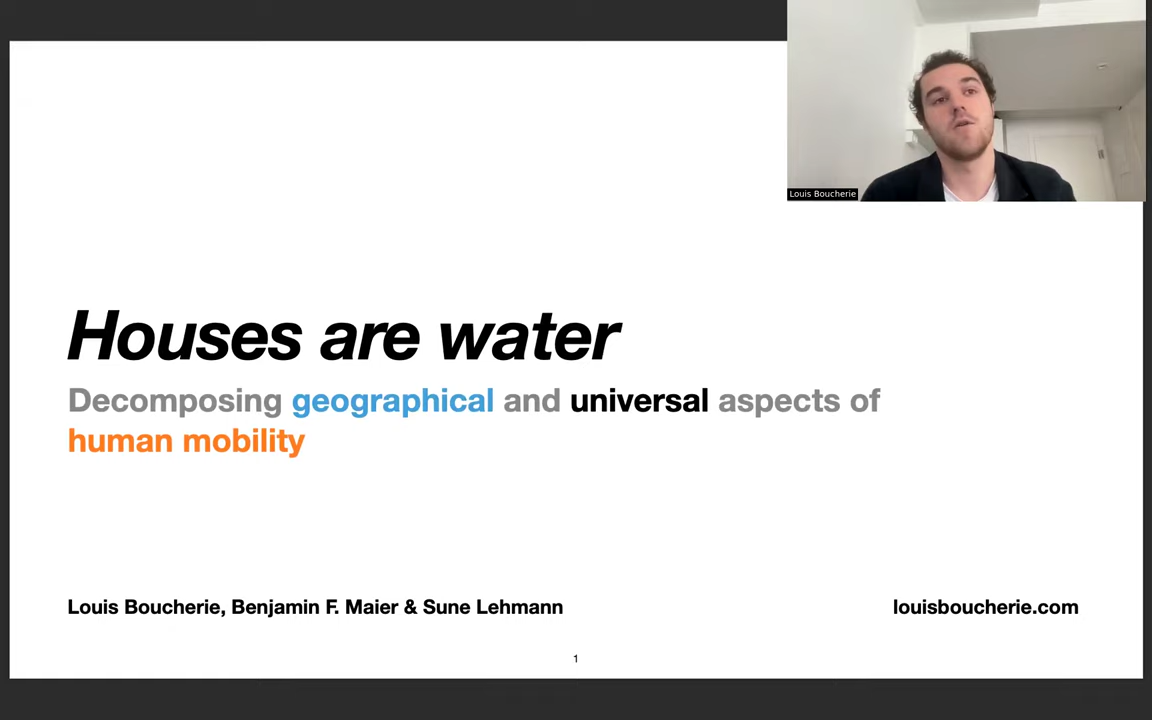 Louis Boucherie
Houses are water
Decomposing geographical and universal aspects of
human mobility
Louis Boucherie, Benjamin F. Maier & Sune Lehmann
louisboucherie.com
1